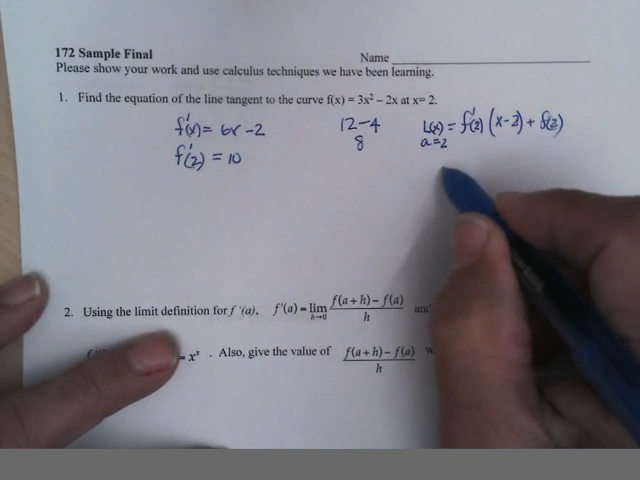 172 Sample Final Name
Please show your work and use calculus techniques we have been learning.
1. Find the equation of the line tangent to the curve f(x) = 3x² – 2x at x= 2.
f'(x) = 6x -2 12-4 L(x) = f'(2) (x-2) + f(2)
f'(2) = 10 8 a=2
2. Using the limit definition for f '(a), f'(a) = lim h→0 f(a+h)-f(a) / h and
= xˣ . Also, give the value of f(a+h)-f(a) / h